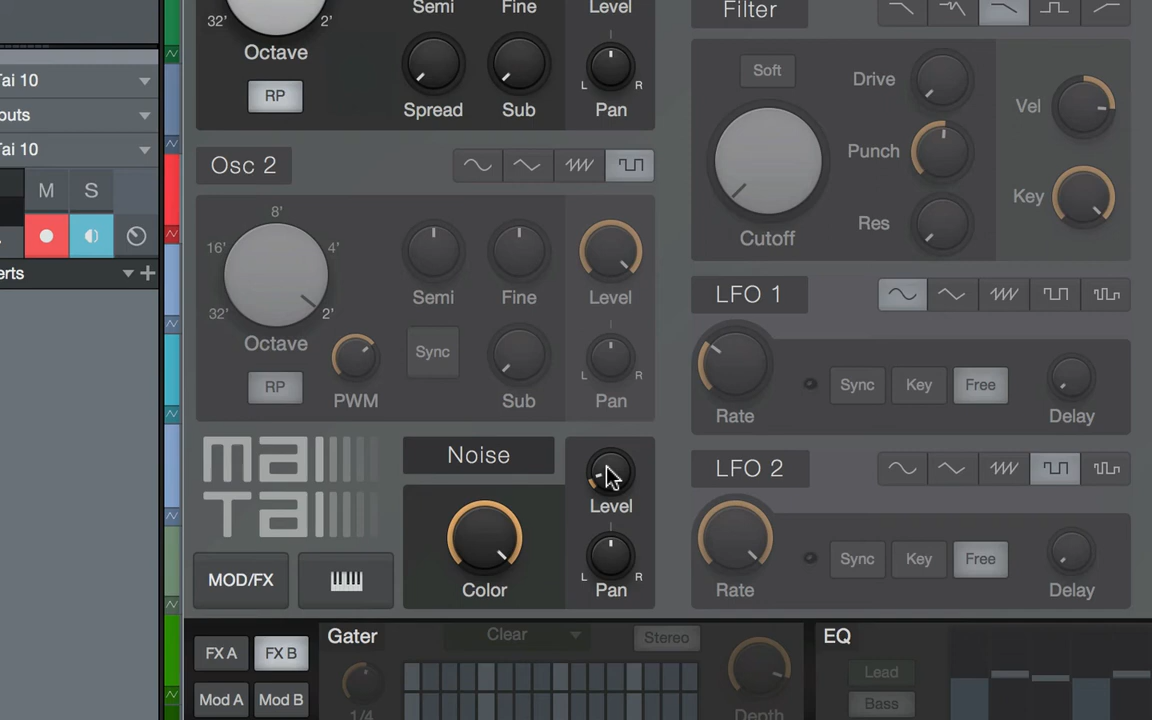 Semi Fine Level
32' 2'
Octave
RP
Spread Sub
L R
Pan
Osc 2
8'
16' 4'
32' 2'
Octave
RP
PWM
Semi Fine Level
Sync
Sub
L R
Pan
mai
Tai
MOD/FX
Noise
Color
Level
L R
Pan
Filter
Soft
Cutoff
Drive
Punch
Res
Vel
Key
LFO 1
Rate
Sync Key Free
Delay
LFO 2
Rate
Sync Key Free
Delay
Tai 10
puts
Tai 10
M S
erts
FX A FX B
Mod A Mod B
Gater
Clear
Stereo
1/4
Depth
EQ
Lead
Bass